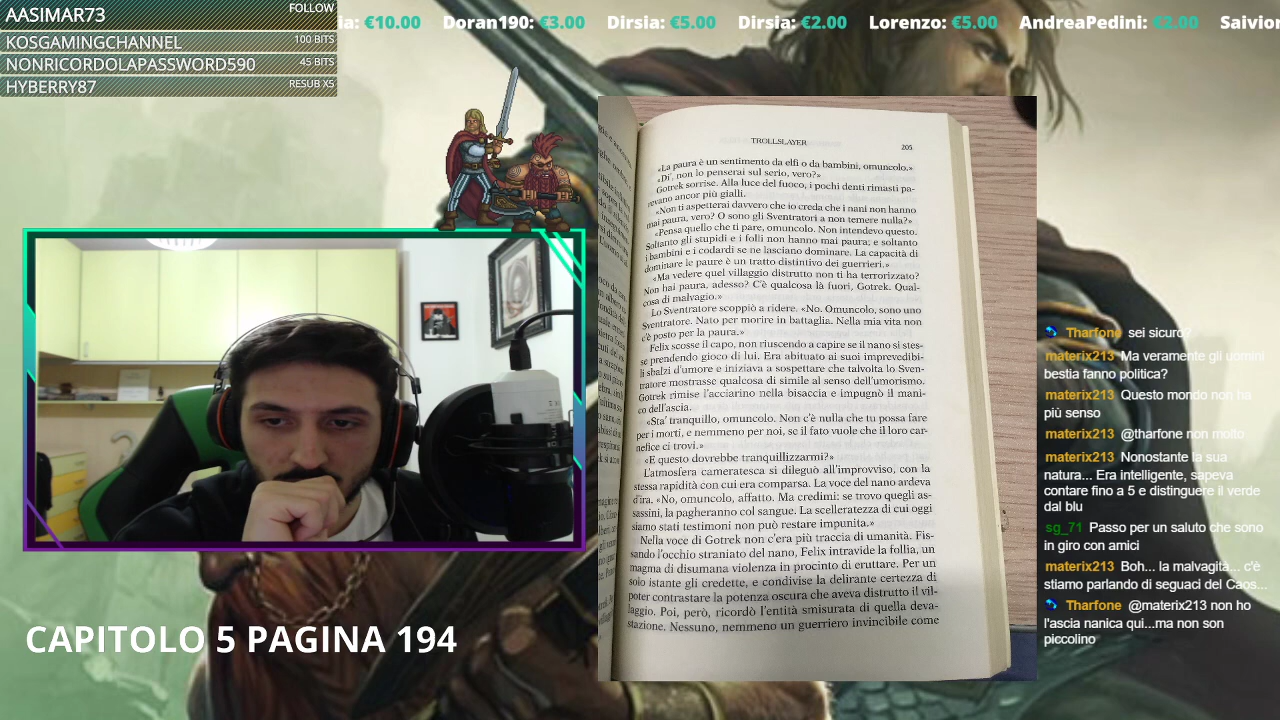 AASIMAR73
FOLLOW
KOSGAMINGCHANNEL
100 BITS
NONRICORDOLAPASSWORD590
45 BITS
HYBERRY87
RESUB X5
€10.00 Doran190: €3.00 Dirsia: €5.00 Dirsia: €2.00 Lorenzo: €5.00 AndreaPedini: €2.00
TROLLSLAYER
205
«La paura è un sentimento da elfi o da bambini, omuncolo.»
«Di', non lo penserai sul serio, vero?»
Gotrek sorrise. Alla luce del fuoco, i pochi denti rimasti pa-
revano ancor più gialli.
«Non ti aspetterai davvero che io creda che i nani non hanno
mai paura, vero? O sono gli Sventratori a non temere nulla?»
«Pensa quello che ti pare, omuncolo. Non intendevo questo.
Soltanto gli stupidi e i folli non hanno mai paura; e soltanto
i bambini e i codardi se ne lasciano dominare. La capacità di
dominare le paure è un tratto distintivo dei guerrieri.»
«Ma vedere quel villaggio distrutto non ti ha terrorizzato?
Non hai paura, adesso? C'è qualcosa là fuori, Gotrek. Qual-
cosa di malvagio.»
Lo Sventratore scoppiò a ridere. «No. Omuncolo, sono uno
Sventratore. Nato per morire in battaglia. Nella mia vita non
c'è posto per la paura.»
Felix scosse il capo, non riuscendo a capire se il nano si stes-
se prendendo gioco di lui. Era abituato ai suoi imprevedibi-
li sbalzi d'umore e iniziava a sospettare che talvolta lo Sven-
tratore mostrasse qualcosa di simile al senso dell'umorismo.
Gotrek rimise l'acciarino nella bisaccia e impugnò il mani-
co dell'ascia.
«Sta' tranquillo, omuncolo. Non c'è nulla che tu possa fare
per i morti, e nemmeno per noi, se il fato vuole che il loro car-
nefice ci trovi.»
«E questo dovrebbe tranquillizzarmi?»
L'atmosfera cameratesca si dileguò all'improvviso, con la
stessa rapidità con cui era comparsa. La voce del nano ardeva
d'ira. «No, omuncolo, affatto. Ma credimi: se trovo quegli as-
sassini, la pagheranno col sangue. La scelleratezza di cui oggi
siamo stati testimoni non può restare impunita.»
Nella voce di Gotrek non c'era più traccia di umanità. Fis-
sando l'occhio straniato del nano, Felix intravide la follia, un
magma di disumana violenza in procinto di eruttare. Per un
solo istante gli credette, e condivise la delirante certezza di
poter contrastare la potenza oscura che aveva distrutto il vil-
laggio. Poi, però, ricordò l'entità smisurata di quella deva-
stazione. Nessuno, nemmeno un guerriero invincibile come
Tharfone sei sicuro?
materix213 Ma veramente gli uomini
bestia fanno politica?
materix213 Questo mondo non ha
più senso
materix213 @tharfone non molto
materix213 Nonostante la sua
natura... Era intelligente, sapeva
contare fino a 5 e distinguere il verde
dal blu
sg_71 Passo per un saluto che sono
in giro con amici
materix213 Boh... la malvagità... c'è
stiamo parlando di seguaci del Caos...
Tharfone @materix213 non ho
l'ascia nanica qui...ma non son
piccolino
CAPITOLO 5 PAGINA 194